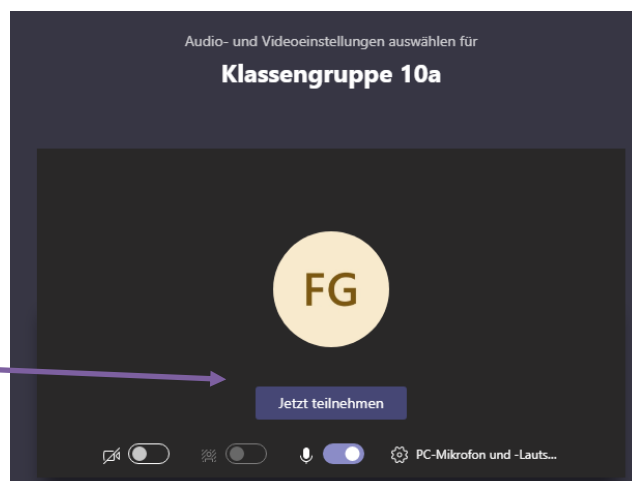 Audio- und Videoeinstellungen auswählen für
Klassengruppe 10a
FG
Jetzt teilnehmen
PC-Mikrofon und -Lauts...